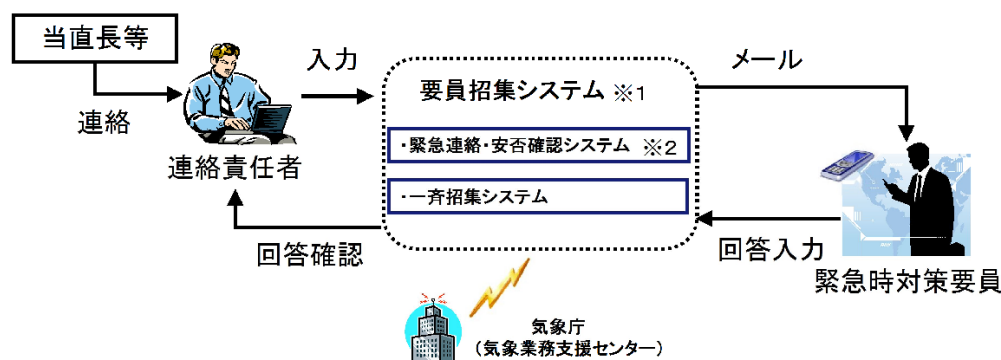 当直長等
連絡
連絡責任者
入力
要員招集システム ※1
・緊急連絡・安否確認システム ※2
・一斉招集システム
メール
回答入力
緊急時対策要員
回答確認
気象庁
(気象業務支援センター)